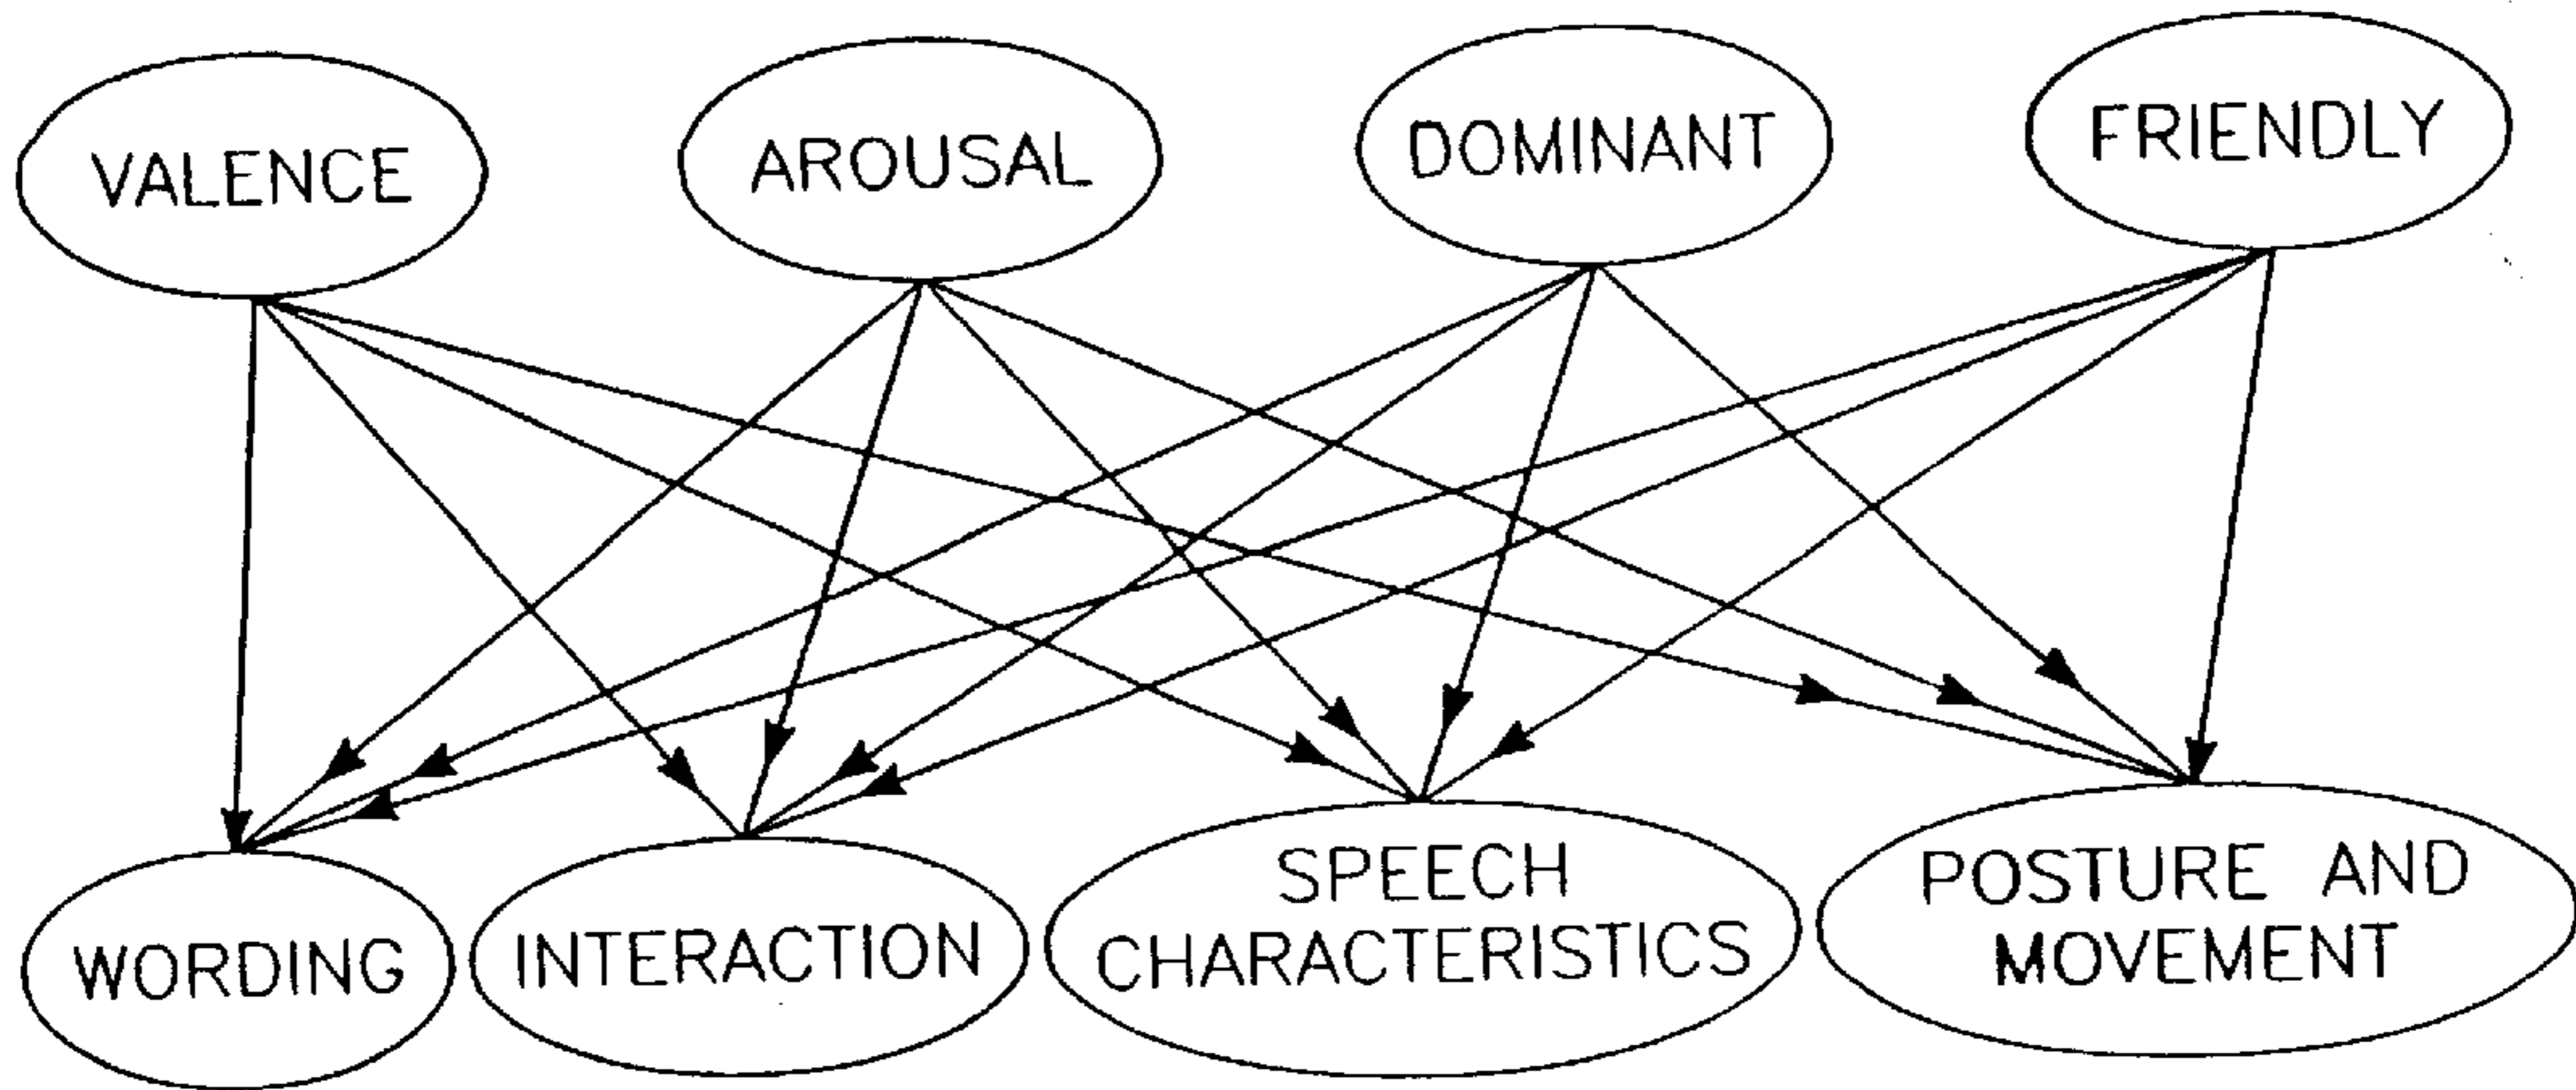 VALENCE
AROUSAL
DOMINANT
FRIENDLY
WORDING
INTERACTION
SPEECH
CHARACTERISTICS
POSTURE AND
MOVEMENT